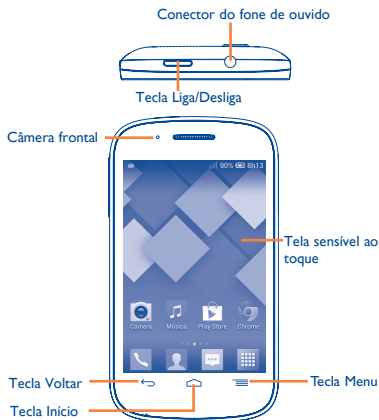 Conector do fone de ouvido
Tecla Liga/Desliga
Câmera frontal
90% 8h13
Tela sensível ao
toque
Câmera Música Play Store Chrome
Tecla Voltar
Tecla Menu
Tecla Início